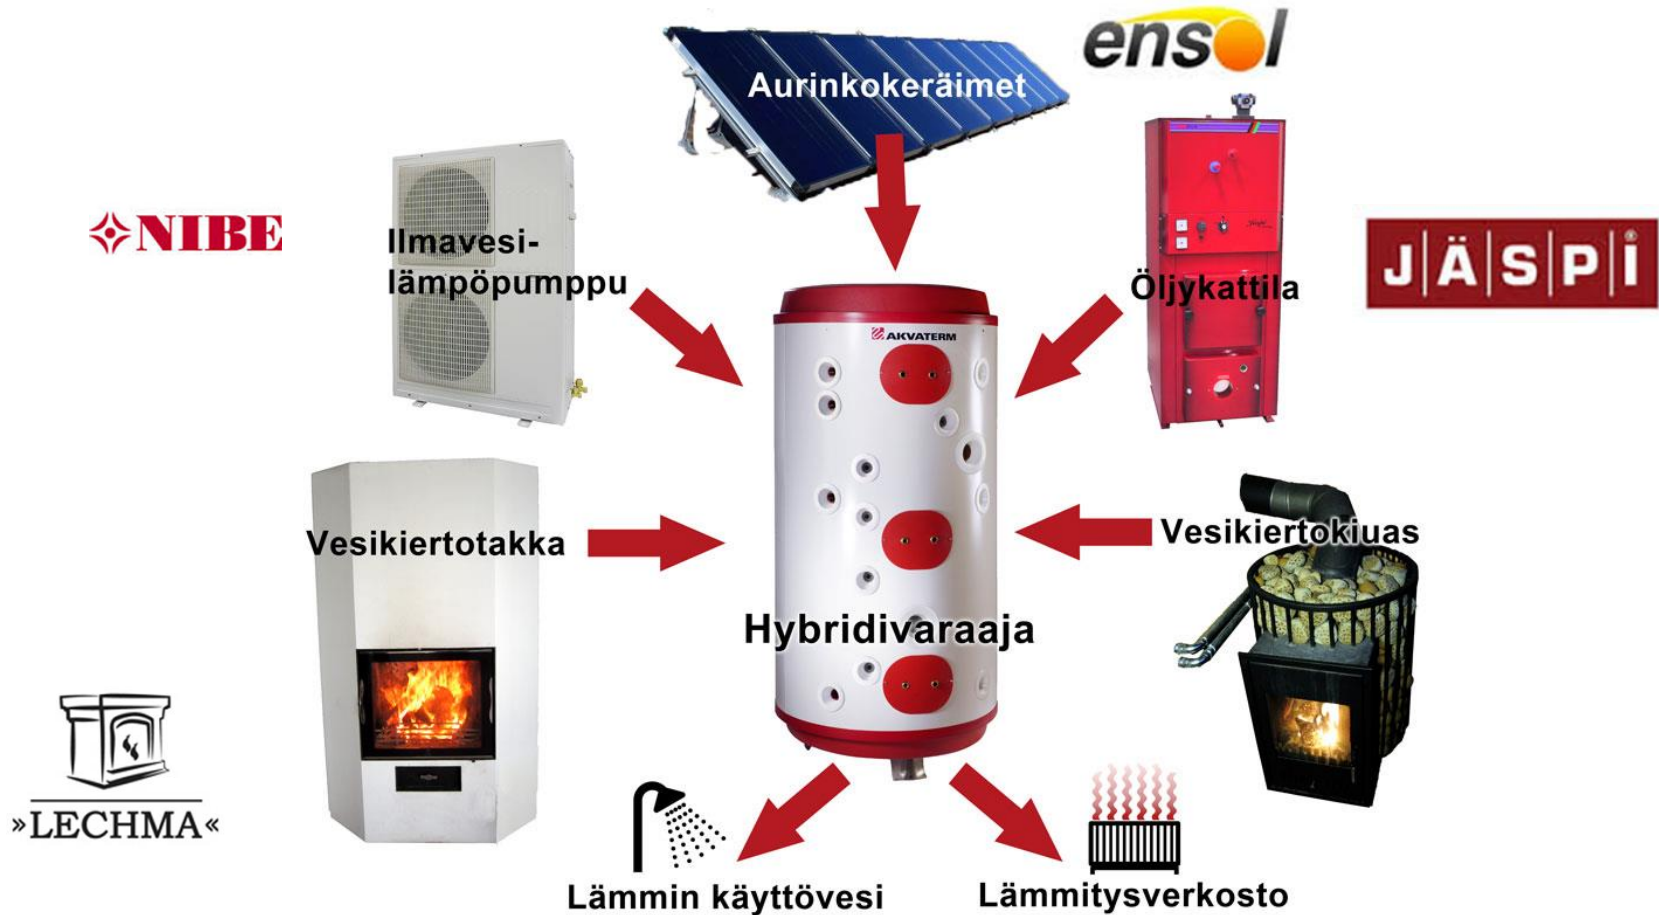 ensol
Aurinkokeräimet
NIBE
Ilmavesi-
lämpöpumppu
Öljykattila
JÄSPI
AKVATERM
Vesikiertotakka
Vesikiertokiuas
Hybridivaraaja
»LECHMA«
Lämmin käyttövesi
Lämmitysverkosto